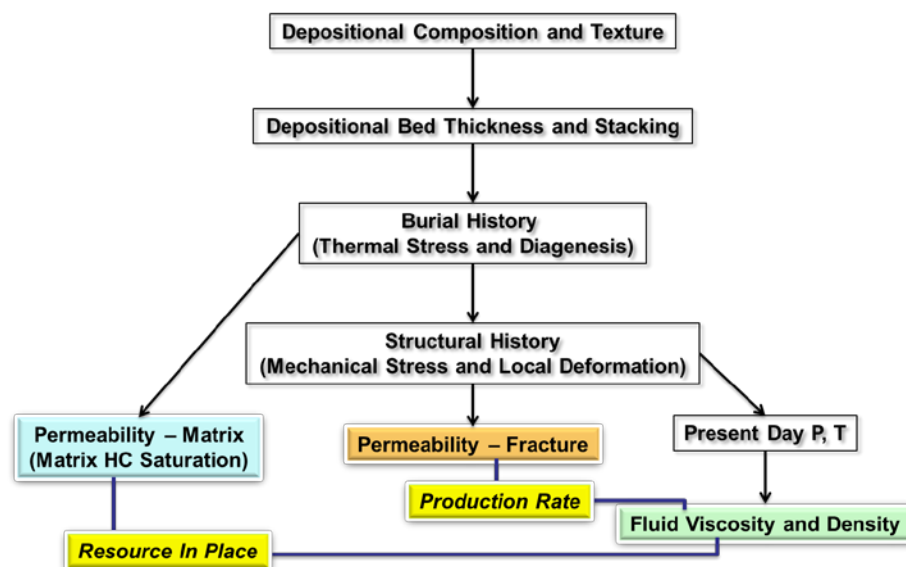 Depositional Composition and Texture
Depositional Bed Thickness and Stacking
Burial History
(Thermal Stress and Diagenesis)
Structural History
(Mechanical Stress and Local Deformation)
Permeability – Matrix
(Matrix HC Saturation)
Permeability – Fracture
Present Day P, T
Production Rate
Fluid Viscosity and Density
Resource In Place